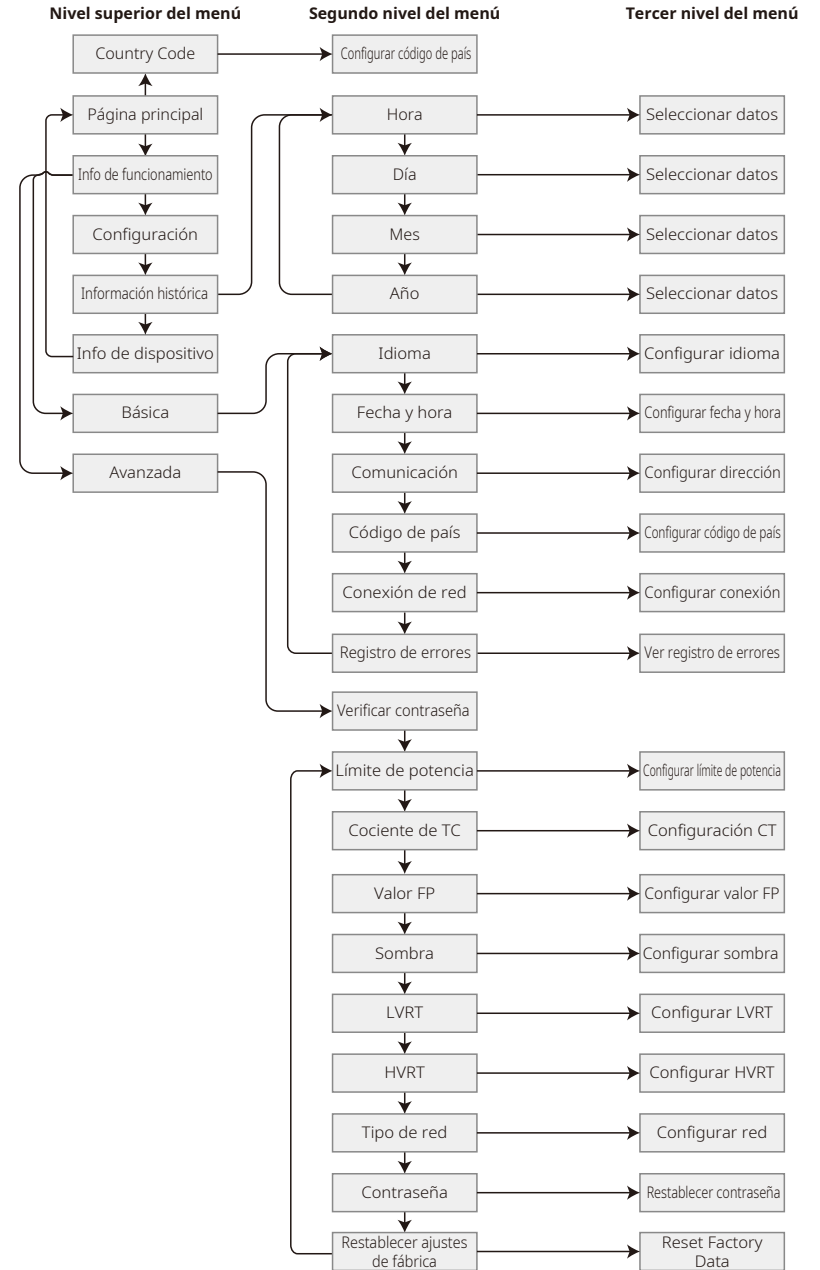 Nivel superior del menú Segundo nivel del menú Tercer nivel del menú
Country Code Configurar código de país
Página principal Hora Seleccionar datos
Info de funcionamiento Día Seleccionar datos
Configuración Mes Seleccionar datos
Información histórica Año Seleccionar datos
Info de dispositivo Idioma Configurar idioma
Básica Fecha y hora Configurar fecha y hora
Avanzada Comunicación Configurar dirección
Código de país Configurar código de país
Conexión de red Configurar conexión
Registro de errores Ver registro de errores
Verificar contraseña
Límite de potencia Configurar límite de potencia
Cociente de TC Configuración CT
Valor FP Configurar valor FP
Sombra Configurar sombra
LVRT Configurar LVRT
HVRT Configurar HVRT
Tipo de red Configurar red
Contraseña Restablecer contraseña
Restablecer ajustes
de fábrica
Reset Factory
Data